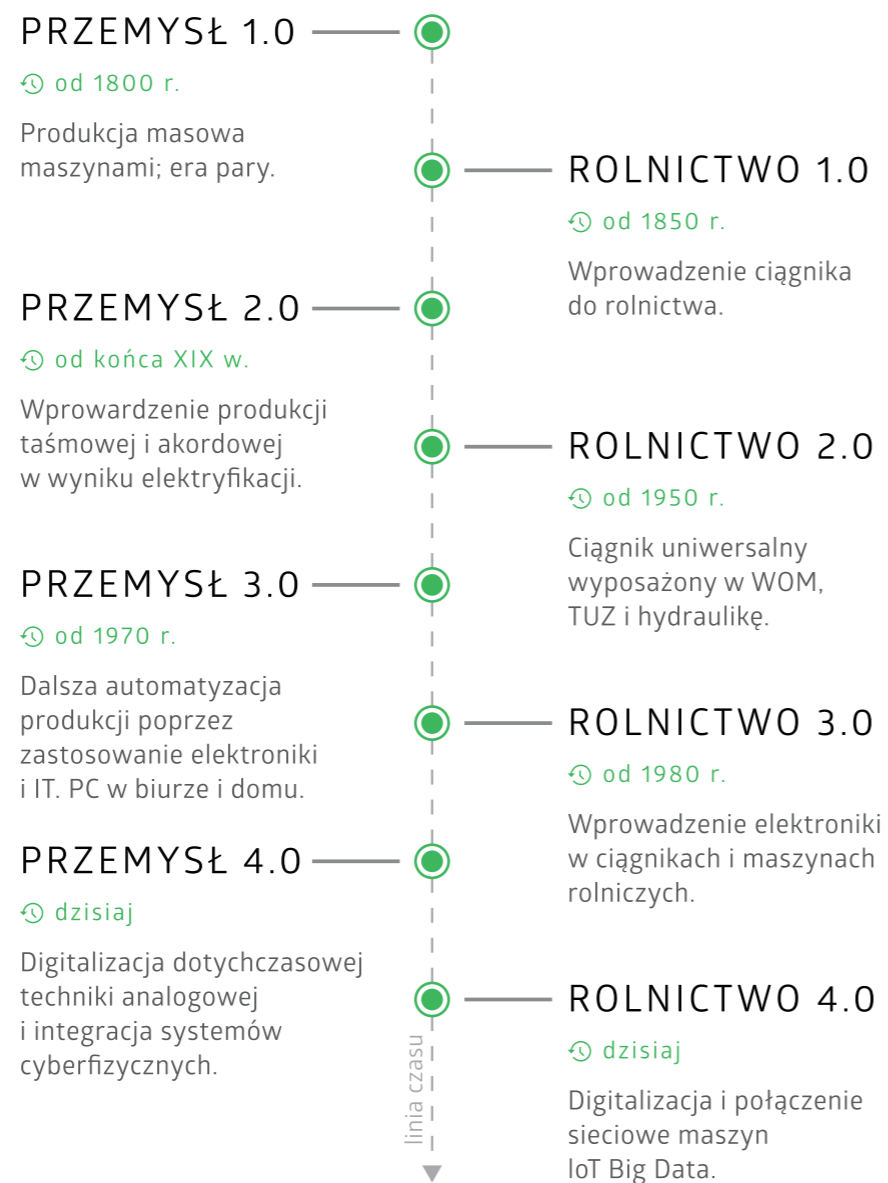 PRZEMYSŁ 1.0
od 1800 r.
Produkcja masowa
maszynami; era pary.
ROLNICTWO 1.0
od 1850 r.
Wprowadzenie ciągnika
do rolnictwa.
PRZEMYSŁ 2.0
od końca XIX w.
Wprowardzenie produkcji
taśmowej i akordowej
w wyniku elektryfikacji.
ROLNICTWO 2.0
od 1950 r.
Ciągnik uniwersalny
wyposażony w WOM,
TUZ i hydraulikę.
PRZEMYSŁ 3.0
od 1970 r.
Dalsza automatyzacja
produkcji poprzez
zastosowanie elektroniki
i IT. PC w biurze i domu.
ROLNICTWO 3.0
od 1980 r.
Wprowadzenie elektroniki
w ciągnikach i maszynach
rolniczych.
PRZEMYSŁ 4.0
dzisiaj
Digitalizacja dotychczasowej
techniki analogowej
i integracja systemów
cyberfizycznych.
ROLNICTWO 4.0
dzisiaj
Digitalizacja i połączenie
sieciowe maszyn
IoT Big Data.
linia czasu